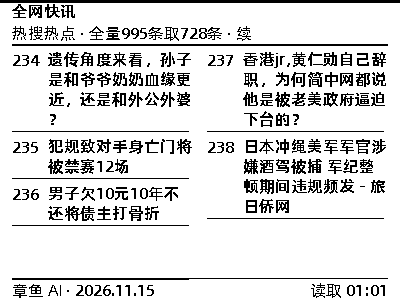 全网快讯
热搜热点 · 全量995条取728条 · 续
234 遗传角度来看，孙子
是和爷爷奶奶血缘更
近，还是和外公外婆
？
235 犯规致对手身亡门将
被禁赛12场
236 男子欠10元10年不
还将债主打骨折
237 香港jr,黄仁勋自己辞
职，为何简中网都说
他是被老美政府逼迫
下台的？
238 日本冲绳美军军官涉
嫌酒驾被捕 军纪整
顿期间违规频发 - 旅
日侨网
章鱼 AI · 2026.11.15
读取 01:01